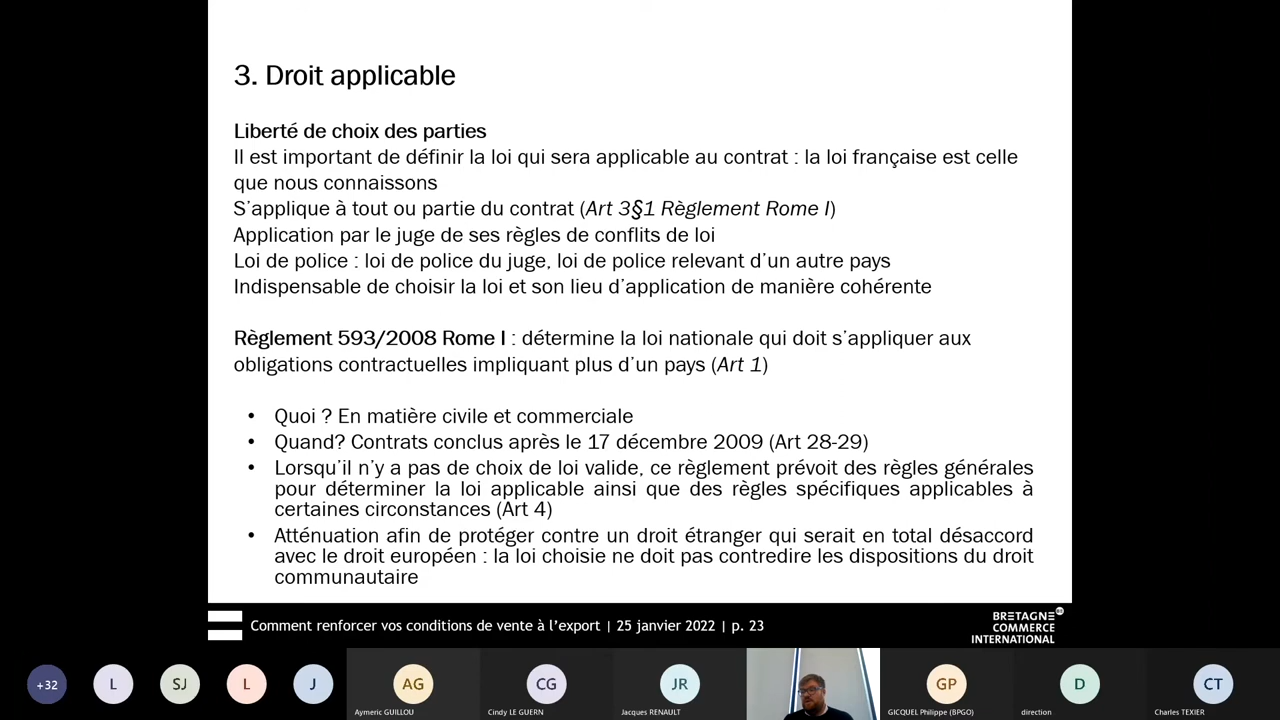 3. Droit applicable
Liberté de choix des parties
Il est important de définir la loi qui sera applicable au contrat : la loi française est celle
que nous connaissons
S'applique à tout ou partie du contrat (Art 3§1 Règlement Rome I)
Application par le juge de ses règles de conflits de loi
Loi de police : loi de police du juge, loi de police relevant d'un autre pays
Indispensable de choisir la loi et son lieu d'application de manière cohérente
Règlement 593/2008 Rome I : détermine la loi nationale qui doit s'appliquer aux
obligations contractuelles impliquant plus d'un pays (Art 1)
• Quoi ? En matière civile et commerciale
• Quand? Contrats conclus après le 17 décembre 2009 (Art 28-29)
• Lorsqu'il n'y a pas de choix de loi valide, ce règlement prévoit des règles générales
pour déterminer la loi applicable ainsi que des règles spécifiques applicables à
certaines circonstances (Art 4)
• Atténuation afin de protéger contre un droit étranger qui serait en total désaccord
avec le droit européen : la loi choisie ne doit pas contredire les dispositions du droit
communautaire
Comment renforcer vos conditions de vente à l'export | 25 janvier 2022 | p. 23
BRETAGNE
COMMERCE
INTERNATIONAL
+32
L
SJ
L
J
AG
CG
JR
GP
D
CT
Aymeric GUILLOU
Cindy LE GUERN
Jacques RENAULT
GICQUEL Philippe (BPGO)
direction
Charles TEXIER